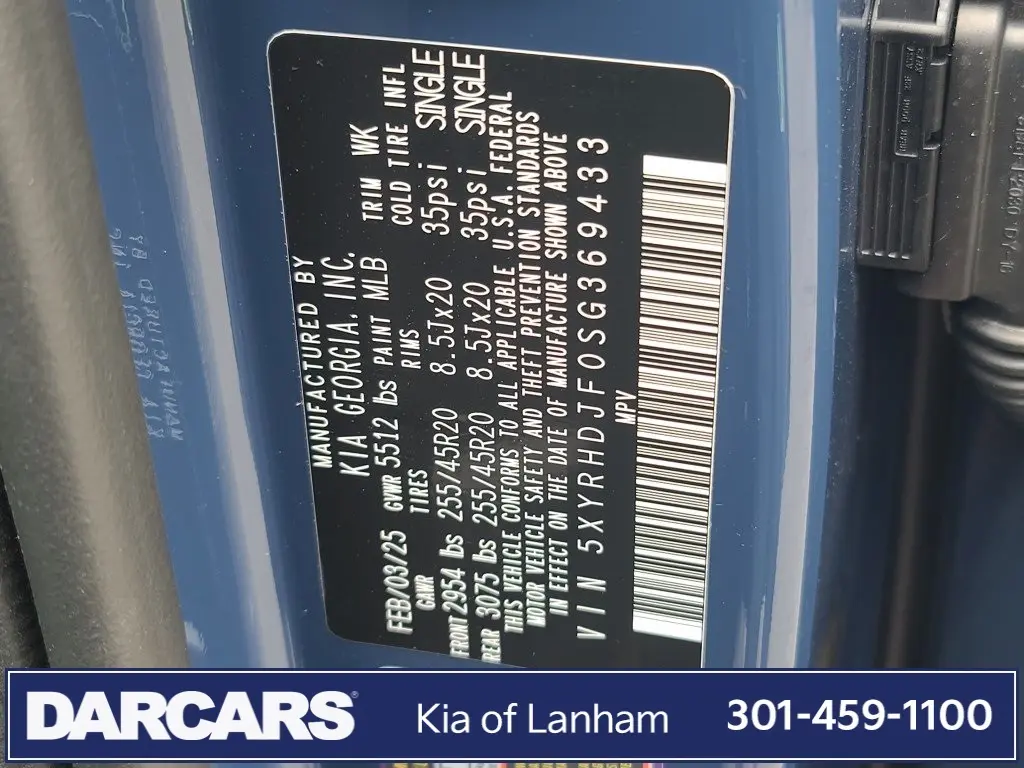 MANUFACTURED BY
KIA GEORGIA, INC.
TRIM WK
FEB/03/25 GVWR 5512 lbs PAINT MLB
GAWR TIRES RIMS COLD TIRE INFL
FRONT 2954 lbs 255/45R20 8.5Jx20 35psi SINGLE
REAR 3075 lbs 255/45R20 8.5Jx20 35psi SINGLE
THIS VEHICLE CONFORMS TO ALL APPLICABLE U.S.A. FEDERAL
MOTOR VEHICLE SAFETY AND THEFT PREVENTION STANDARDS
IN EFFECT ON THE DATE OF MANUFACTURE SHOWN ABOVE
VIN 5XYRHDJF0SG369433
MPV
DARCARS®
Kia of Lanham
301-459-1100